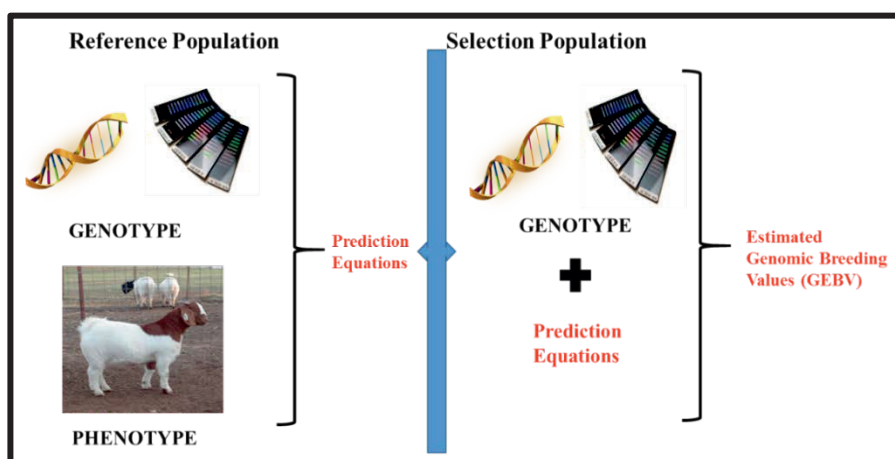 Reference Population
GENOTYPE
PHENOTYPE
Prediction
Equations
Selection Population
GENOTYPE
Prediction
Equations
Estimated
Genomic Breeding
Values (GEBV)